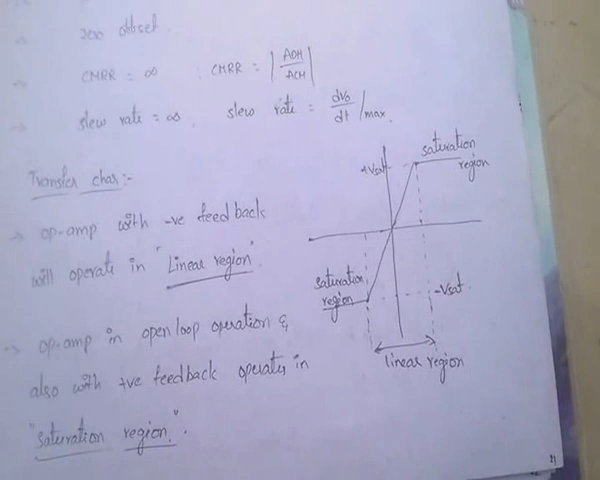 zero offset.
→ CMRR = ∞ : CMRR = |ADM/ACM|
→ slew rate = ∞ slew rate = dVo/dt /max.
Transfer char:-
→ op-amp with -ve feedback
will operate in "Linear region"
→ op-amp in open loop operation &
also with +ve feedback operates in
"saturation region."
+Vsat
saturation
region
saturation
region
-Vsat
linear region
21